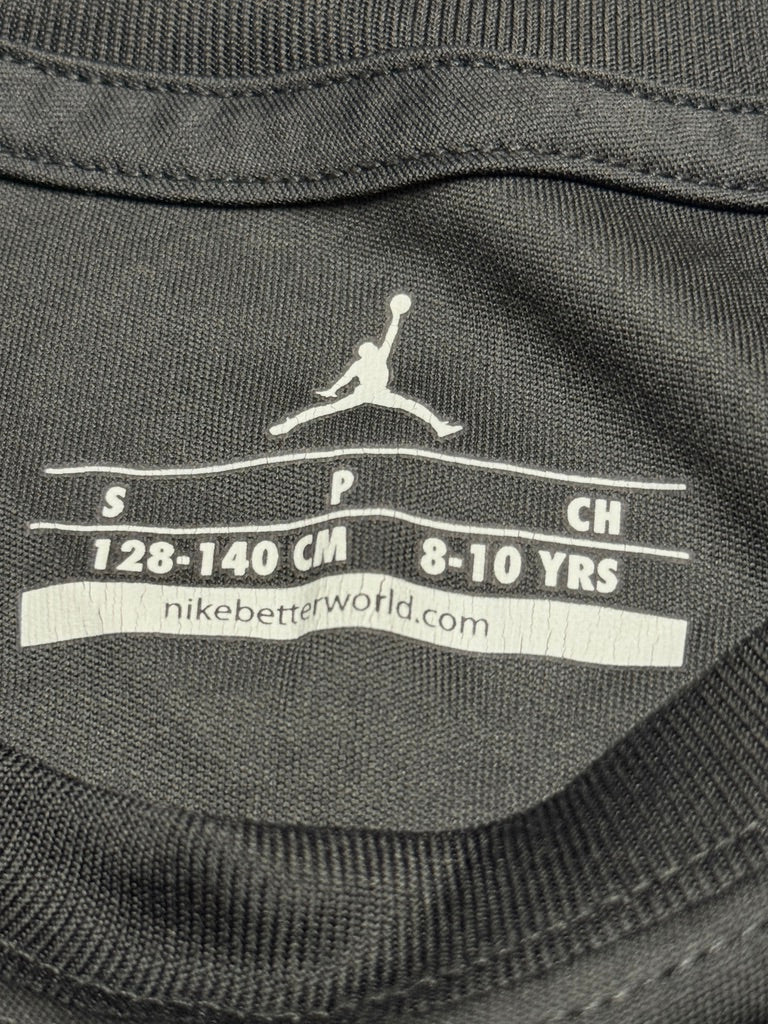 S P CH
128-140 CM 8-10 YRS
nikebetterworld.com